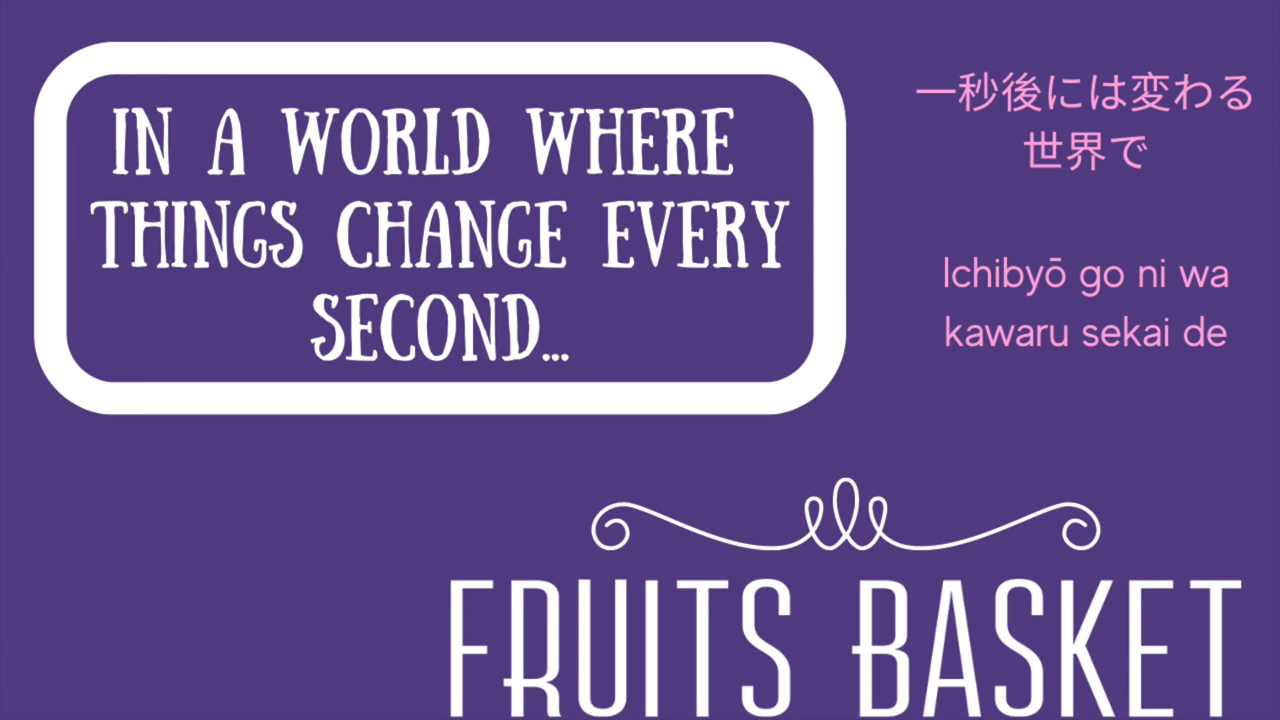 IN A WORLD WHERE
THINGS CHANGE EVERY
SECOND...
一秒後には変わる
世界で
Ichibyō go ni wa
kawaru sekai de
FRUITS BASKET